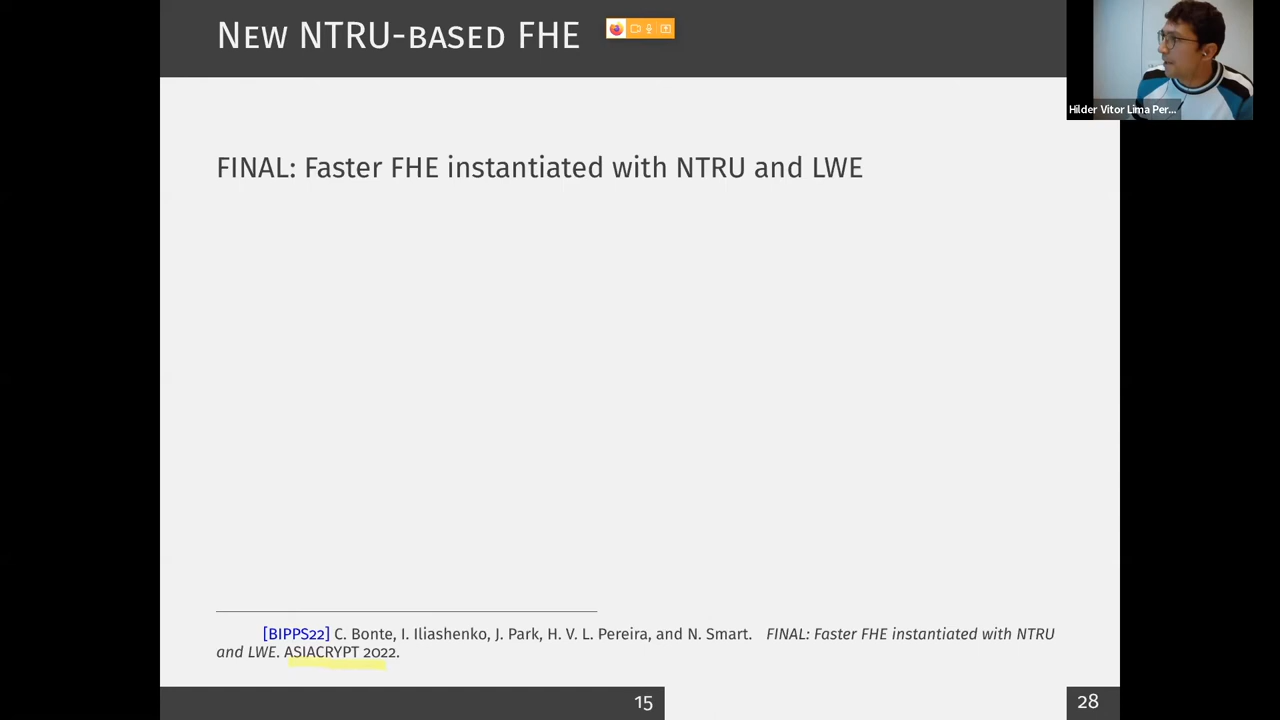 New NTRU-based FHE
Hilder Vitor Lima Per...
FINAL: Faster FHE instantiated with NTRU and LWE
[BIPPS22] C. Bonte, I. Iliashenko, J. Park, H. V. L. Pereira, and N. Smart. FINAL: Faster FHE instantiated with NTRU
and LWE. ASIACRYPT 2022.
15
28